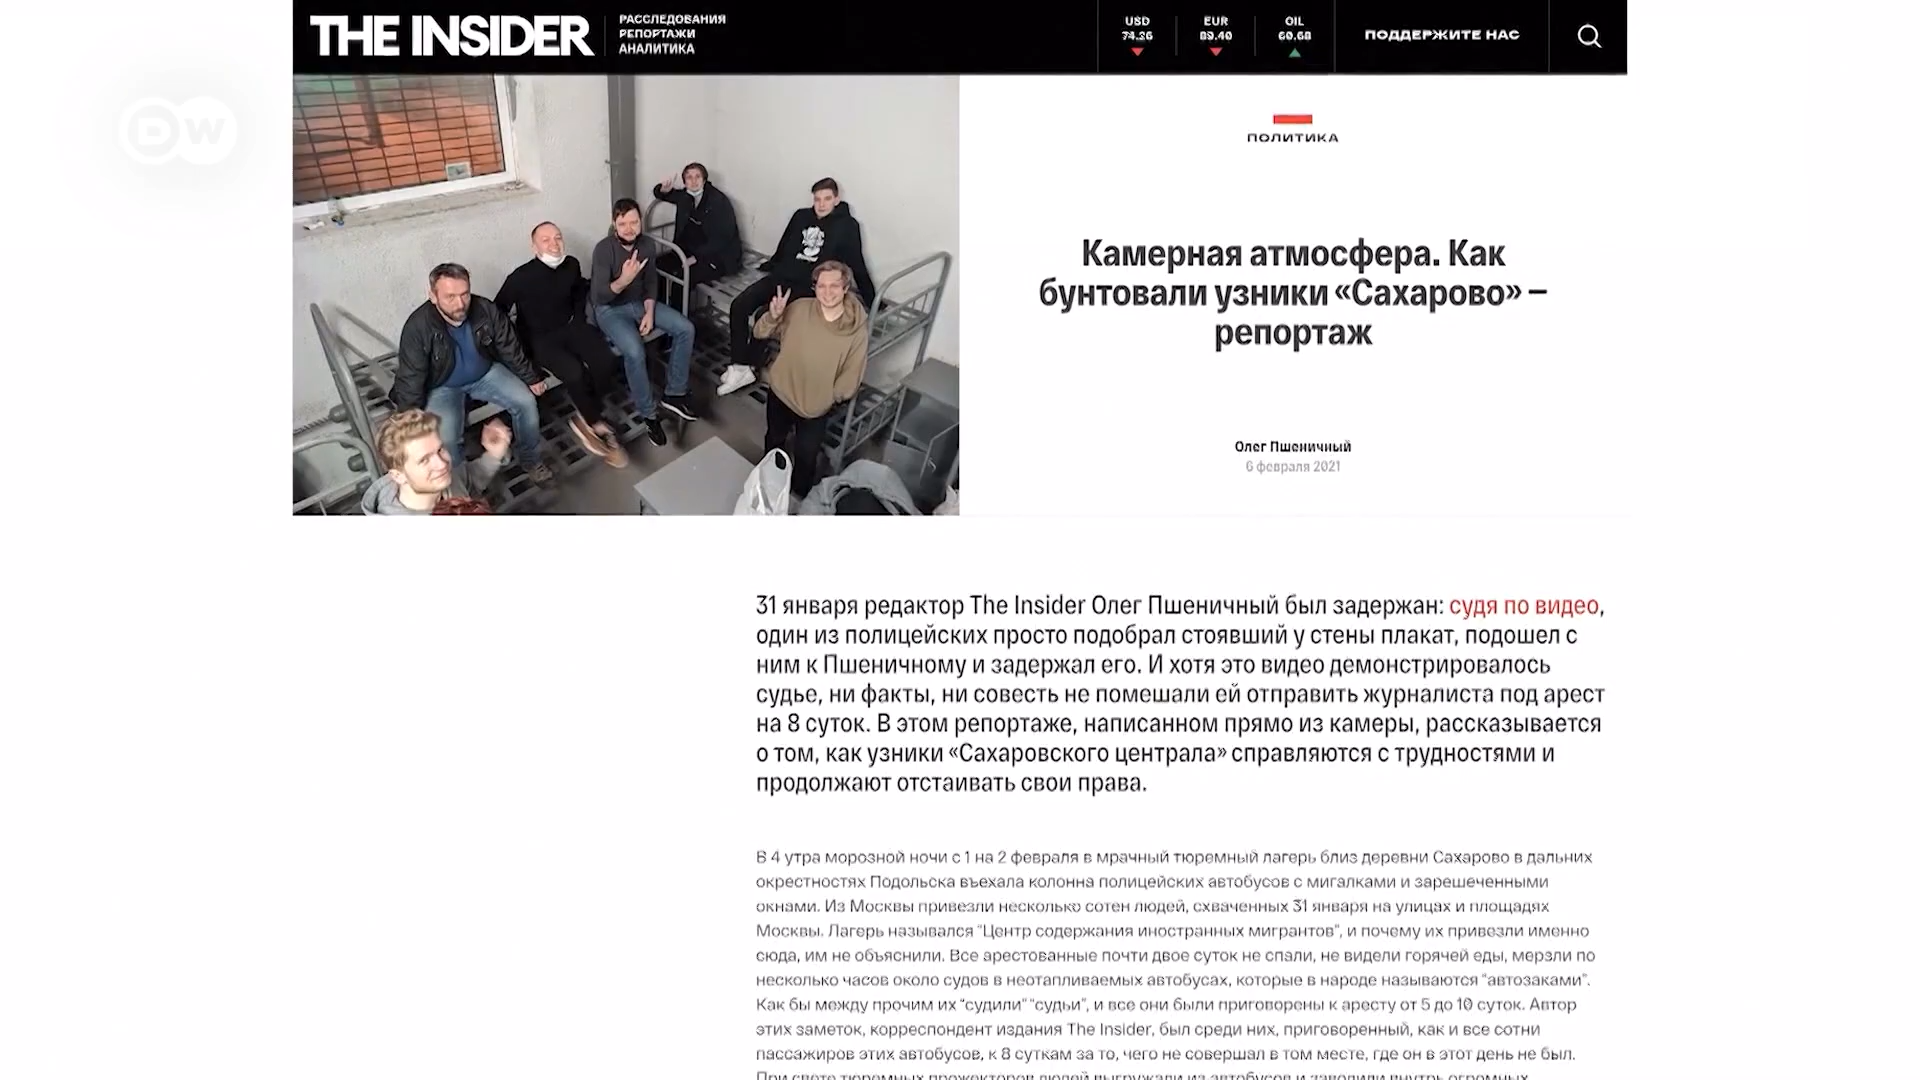 THE INSIDER
РАССЛЕДОВАНИЯ
РЕПОРТАЖИ
АНАЛИТИКА
USD
74.26
EUR
89.40
OIL
60.68
ПОДДЕРЖИТЕ НАС
DW
ПОЛИТИКА
Камерная атмосфера. Как
бунтовали узники «Сахарово» –
репортаж
Олег Пшеничный
6 февраля 2021
31 января редактор The Insider Олег Пшеничный был задержан: судя по видео,
один из полицейских просто подобрал стоявший у стены плакат, подошел с
ним к Пшеничному и задержал его. И хотя это видео демонстрировалось
судье, ни факты, ни совесть не помешали ей отправить журналиста под арест
на 8 суток. В этом репортаже, написанном прямо из камеры, рассказывается
о том, как узники «Сахаровского централа» справляются с трудностями и
продолжают отстаивать свои права.
В 4 утра морозной ночи с 1 на 2 февраля в мрачный тюремный лагерь близ деревни Сахарово в дальних
окрестностях Подольска въехала колонна полицейских автобусов с мигалками и зарешеченными
окнами. Из Москвы привезли несколько сотен людей, схваченных 31 января на улицах и площадях
Москвы. Лагерь назывался “Центр содержания иностранных мигрантов”, и почему их привезли именно
сюда, им не объяснили. Все арестованные почти двое суток не спали, не видели горячей еды, мерзли по
несколько часов около судов в неотапливаемых автобусах, которые в народе называются “автозаками”.
Как бы между прочим их “судили” “судьи”, и все они были приговорены к аресту от 5 до 10 суток. Автор
этих заметок, корреспондент издания The Insider, был среди них, приговоренный, как и все сотни
пассажиров этих автобусов, к 8 суткам за то, чего не совершал в том месте, где он в этот день не был.
При свете тюремных прожекторов людей выгружали из автобусов и заводили внутрь огромных